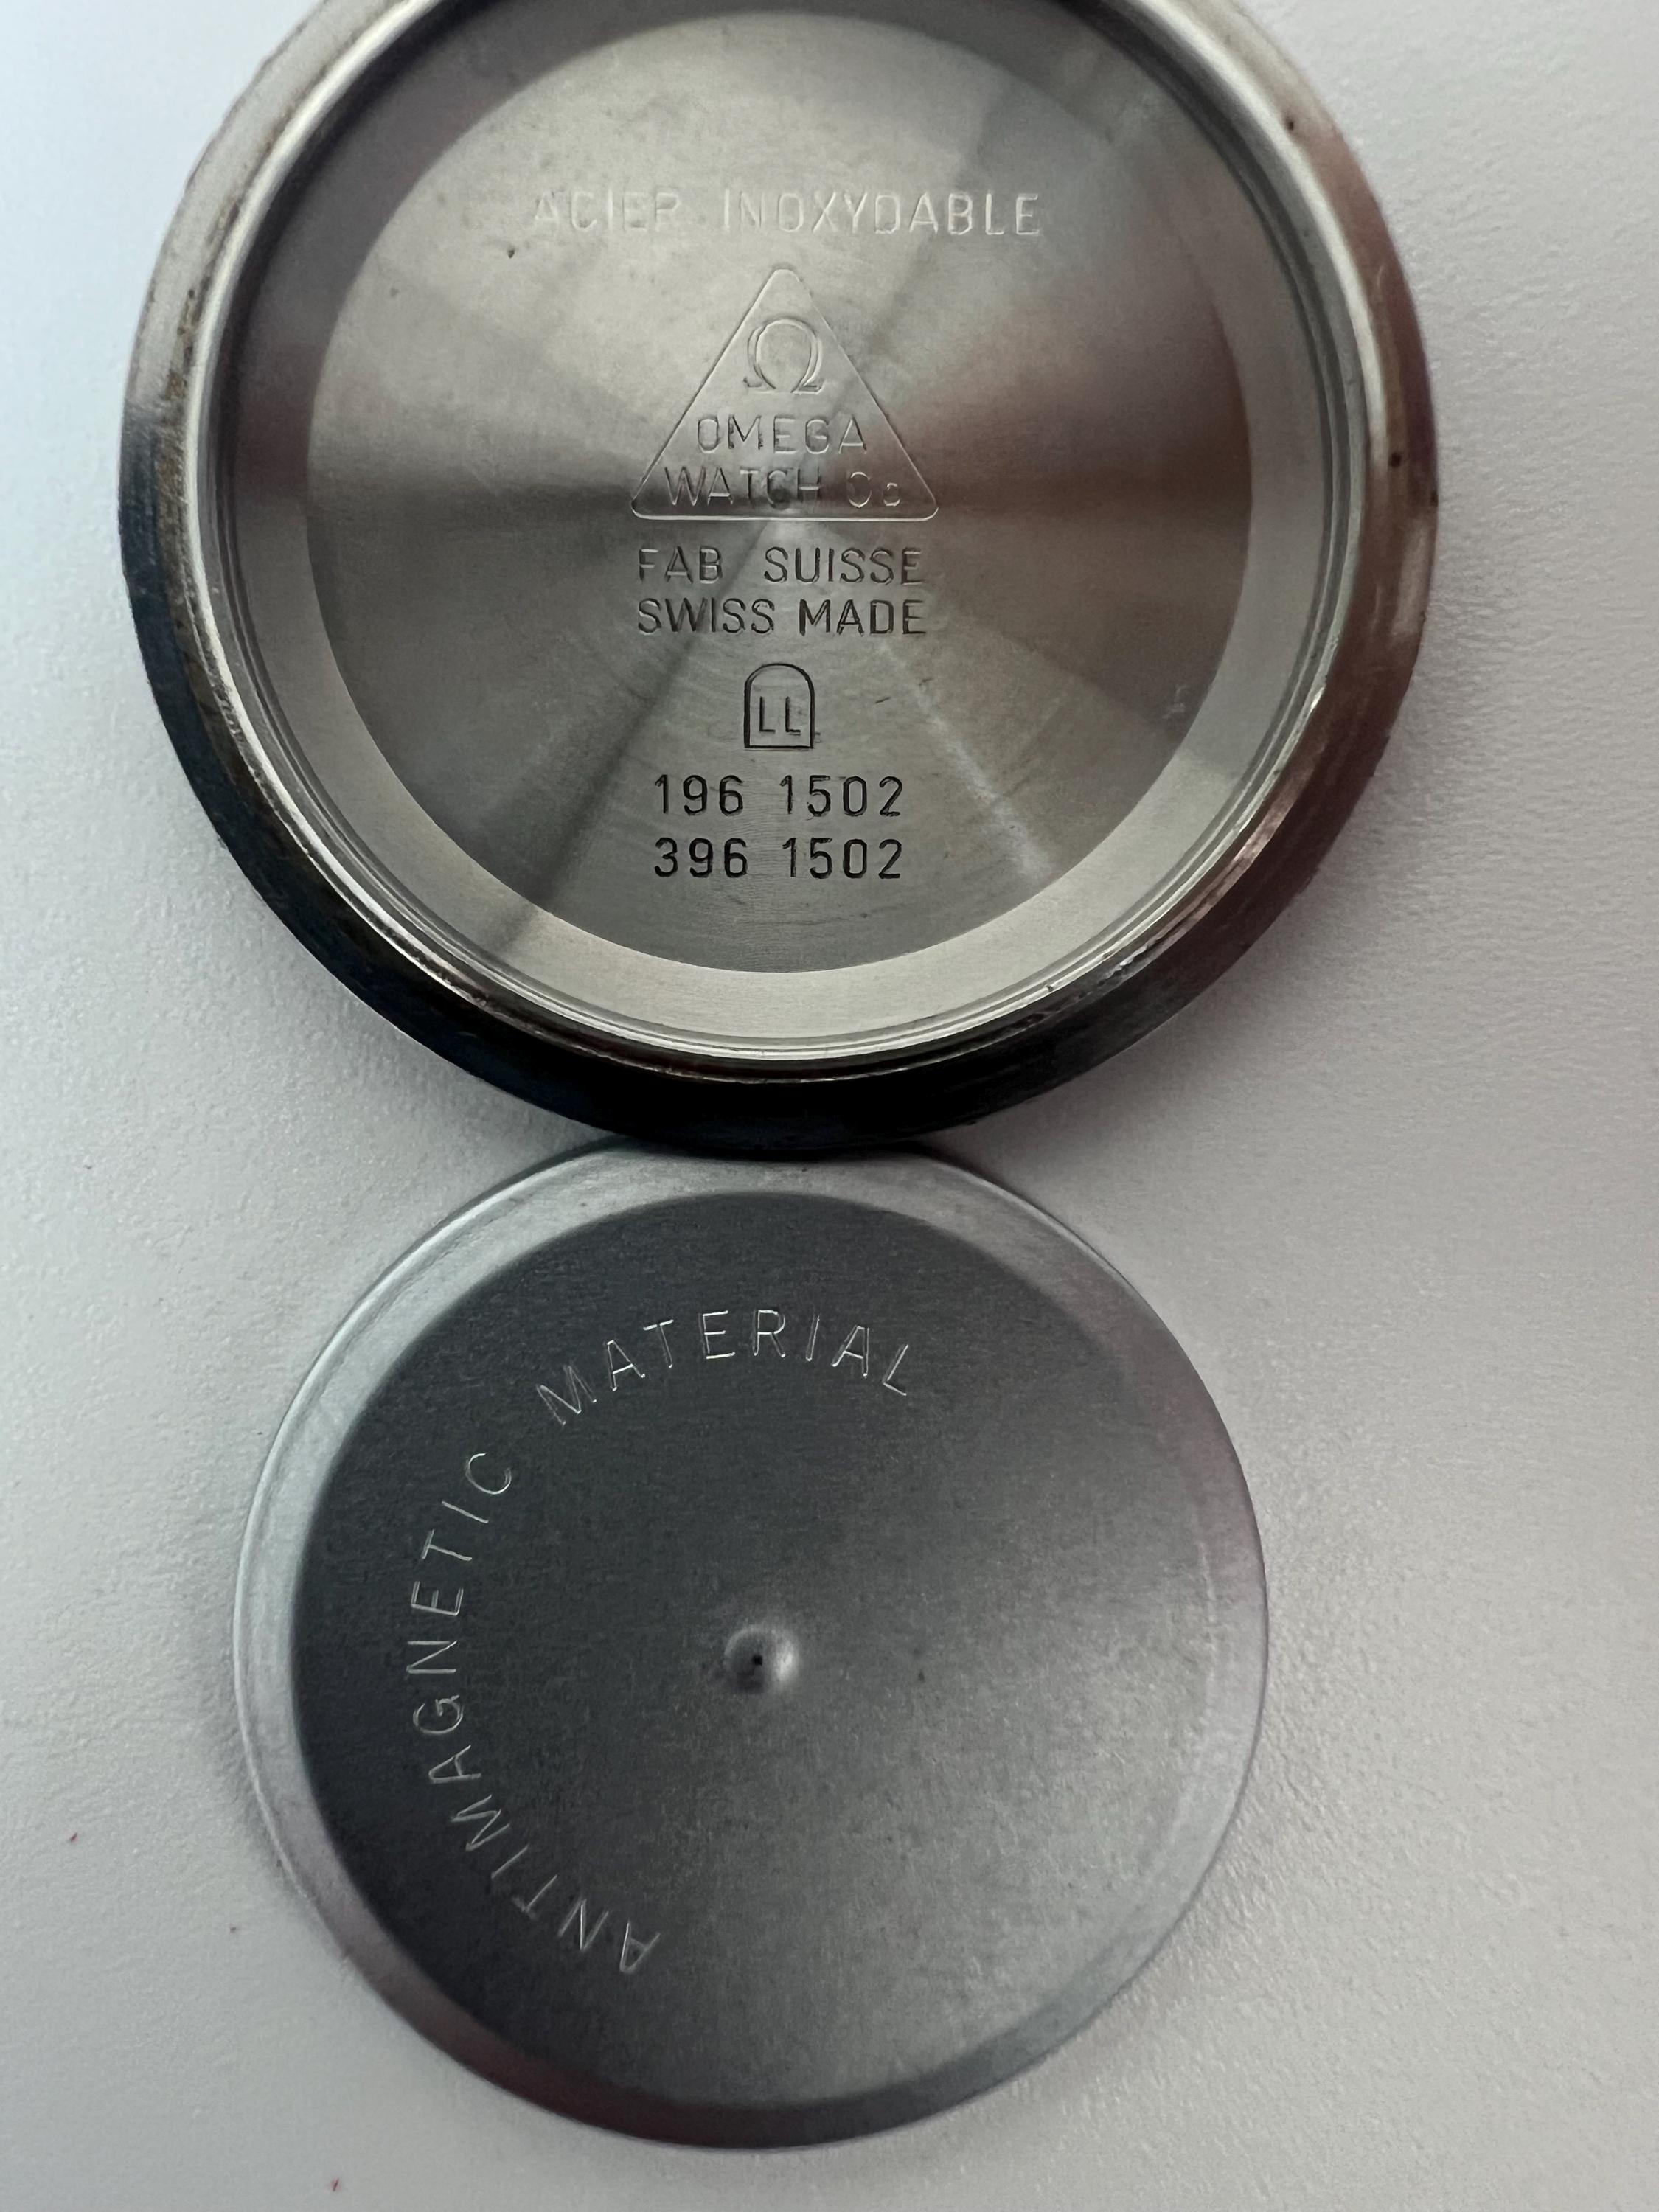 ACIER INOXYDABLE
Ω
OMEGA
WATCH Co
FAB SUISSE
SWISS MADE
LL
196 1502
396 1502
ANTIMAGNETIC MATERIAL